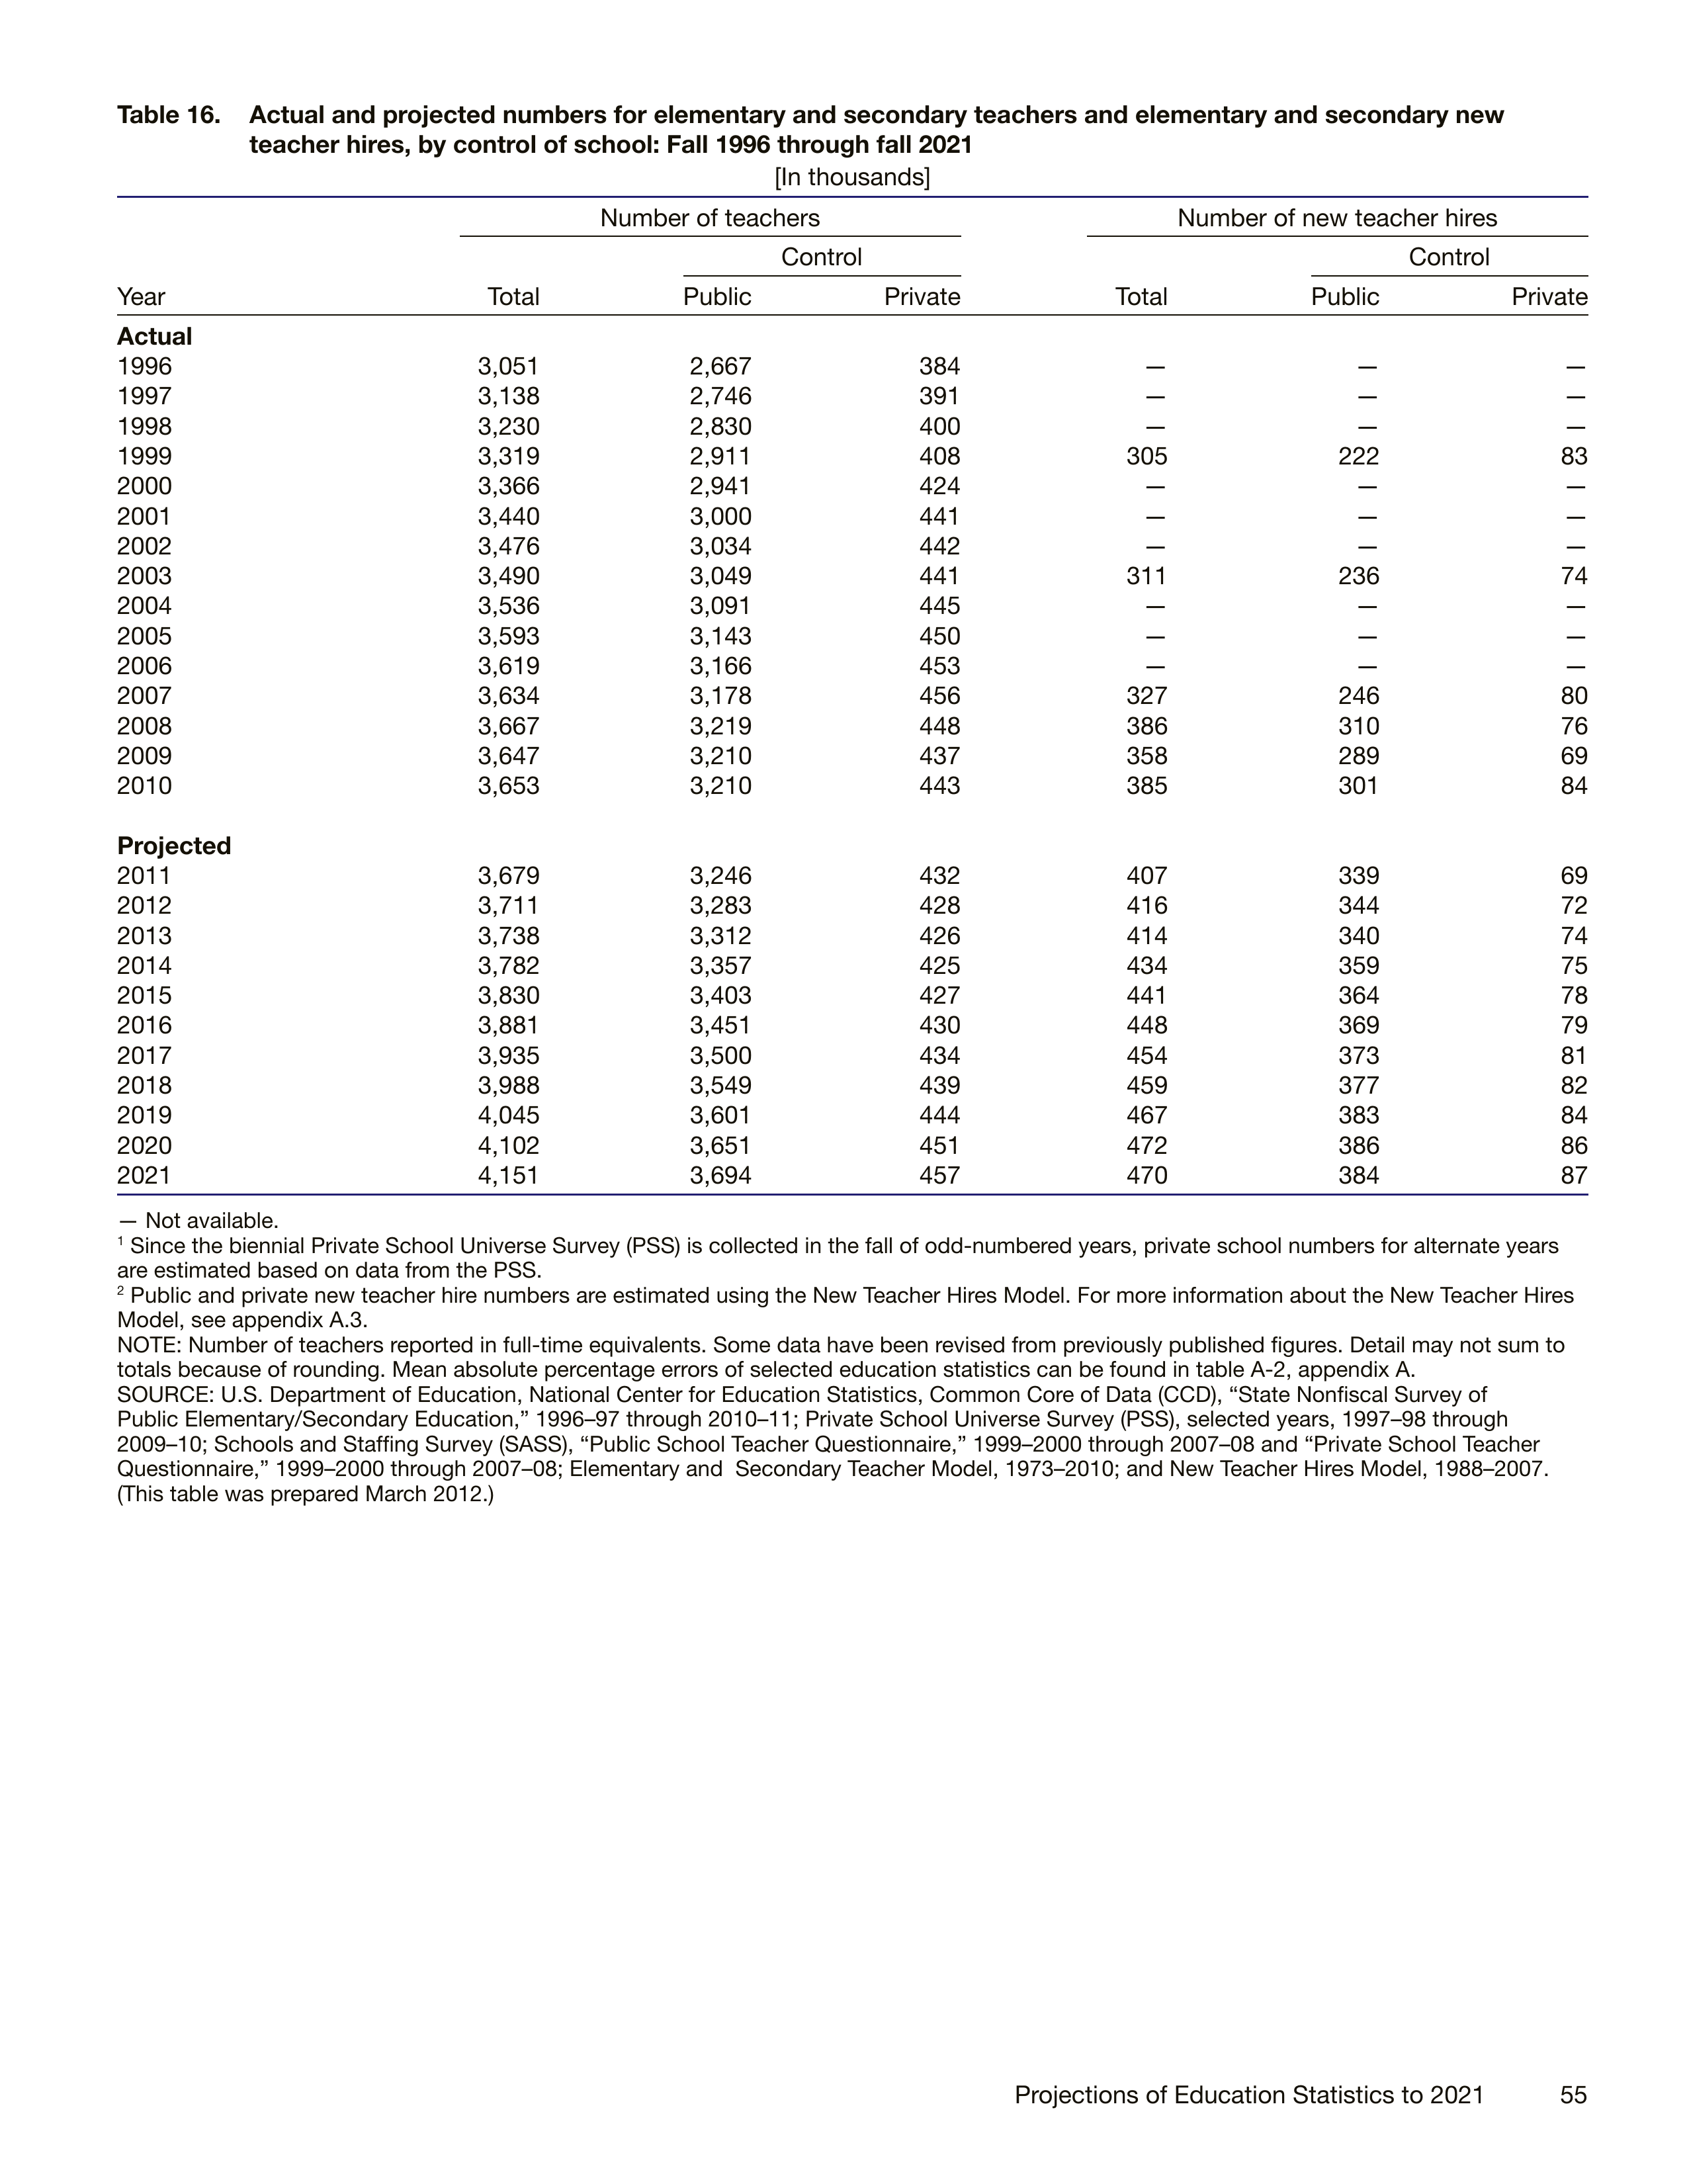 Table 16. Actual and projected numbers for elementary and secondary teachers and elementary and secondary new
teacher hires, by control of school: Fall 1996 through fall 2021
[In thousands]
Number of teachers Number of new teacher hires
Control Control
Year Total Public Private Total Public Private
Actual
1996 3,051 2,667 384 — — —
1997 3,138 2,746 391 — — —
1998 3,230 2,830 400 — — —
1999 3,319 2,911 408 305 222 83
2000 3,366 2,941 424 — — —
2001 3,440 3,000 441 — — —
2002 3,476 3,034 442 — — —
2003 3,490 3,049 441 311 236 74
2004 3,536 3,091 445 — — —
2005 3,593 3,143 450 — — —
2006 3,619 3,166 453 — — —
2007 3,634 3,178 456 327 246 80
2008 3,667 3,219 448 386 310 76
2009 3,647 3,210 437 358 289 69
2010 3,653 3,210 443 385 301 84
Projected
2011 3,679 3,246 432 407 339 69
2012 3,711 3,283 428 416 344 72
2013 3,738 3,312 426 414 340 74
2014 3,782 3,357 425 434 359 75
2015 3,830 3,403 427 441 364 78
2016 3,881 3,451 430 448 369 79
2017 3,935 3,500 434 454 373 81
2018 3,988 3,549 439 459 377 82
2019 4,045 3,601 444 467 383 84
2020 4,102 3,651 451 472 386 86
2021 4,151 3,694 457 470 384 87
— Not available.
1 Since the biennial Private School Universe Survey (PSS) is collected in the fall of odd-numbered years, private school numbers for alternate years
are estimated based on data from the PSS.
2 Public and private new teacher hire numbers are estimated using the New Teacher Hires Model. For more information about the New Teacher Hires
Model, see appendix A.3.
NOTE: Number of teachers reported in full-time equivalents. Some data have been revised from previously published figures. Detail may not sum to
totals because of rounding. Mean absolute percentage errors of selected education statistics can be found in table A-2, appendix A.
SOURCE: U.S. Department of Education, National Center for Education Statistics, Common Core of Data (CCD), “State Nonfiscal Survey of
Public Elementary/Secondary Education,” 1996–97 through 2010–11; Private School Universe Survey (PSS), selected years, 1997–98 through
2009–10; Schools and Staffing Survey (SASS), “Public School Teacher Questionnaire,” 1999–2000 through 2007–08 and “Private School Teacher
Questionnaire,” 1999–2000 through 2007–08; Elementary and Secondary Teacher Model, 1973–2010; and New Teacher Hires Model, 1988–2007.
(This table was prepared March 2012.)
Projections of Education Statistics to 2021 55